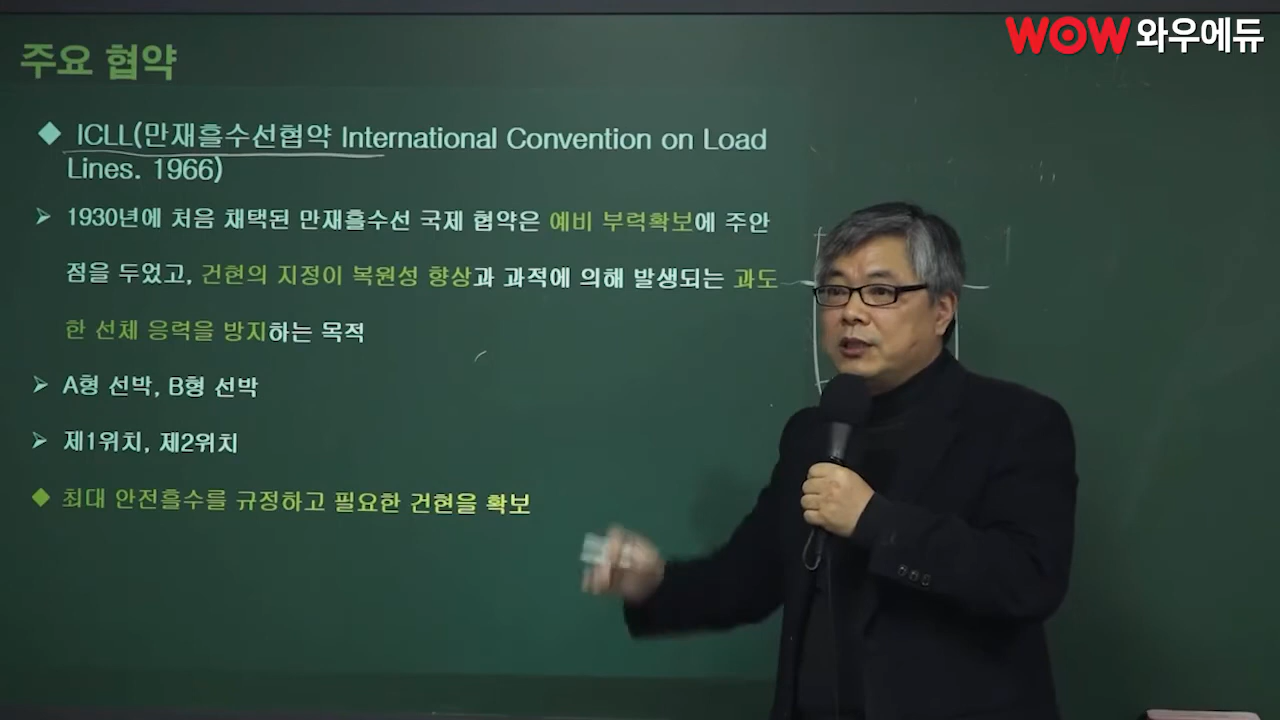 WOW 와우에듀
주요 협약
◆ ICLL(만재흘수선협약 International Convention on Load
Lines. 1966)
➢ 1930년에 처음 채택된 만재흘수선 국제 협약은 예비 부력확보에 주안
점을 두었고, 건현의 지정이 복원성 향상과 과적에 의해 발생되는 과도
한 선체 응력을 방지하는 목적
➢ A형 선박, B형 선박
➢ 제1위치, 제2위치
◆ 최대 안전흘수를 규정하고 필요한 건현을 확보